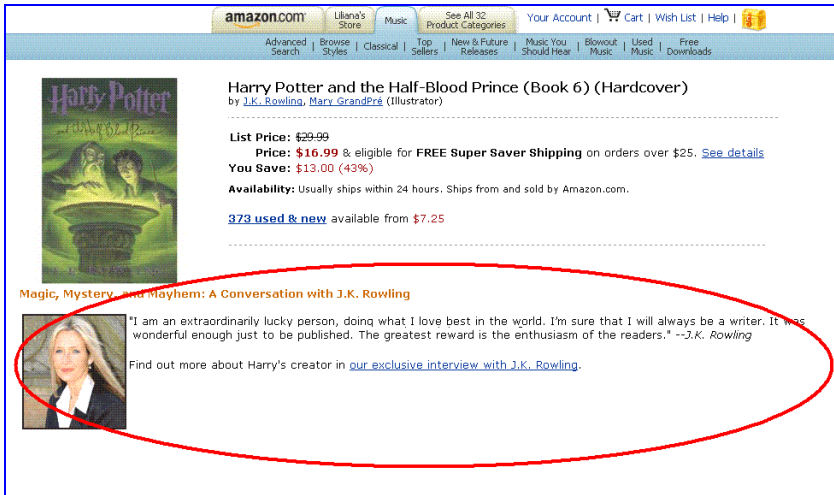 amazon.com Liliana's Store Music See All 32 Product Categories Your Account | Cart | Wish List | Help |
Advanced Search | Browse Styles | Classical | Top Sellers | New & Future Releases | Music You Should Hear | Blowout Music | Used Music | Free Downloads
Harry Potter
and the Half-Blood Prince
Harry Potter and the Half-Blood Prince (Book 6) (Hardcover)
by J.K. Rowling, Mary GrandPré (Illustrator)
List Price: $29.99
Price: $16.99 & eligible for FREE Super Saver Shipping on orders over $25. See details
You Save: $13.00 (43%)
Availability: Usually ships within 24 hours. Ships from and sold by Amazon.com.
373 used & new available from $7.25
Magic, Mystery, and Mayhem: A Conversation with J.K. Rowling
"I am an extraordinarily lucky person, doing what I love best in the world. I'm sure that I will always be a writer. It was
wonderful enough just to be published. The greatest reward is the enthusiasm of the readers." --J.K. Rowling
Find out more about Harry's creator in our exclusive interview with J.K. Rowling.